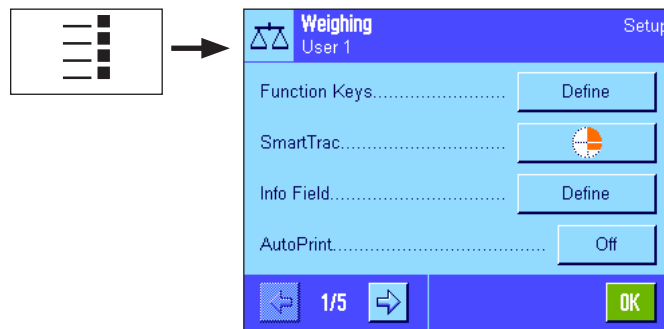 Weighing
Setup
User 1
Function Keys........................ Define
SmartTrac.............................
Info Field............................... Define
AutoPrint...................................... Off
1/5
OK